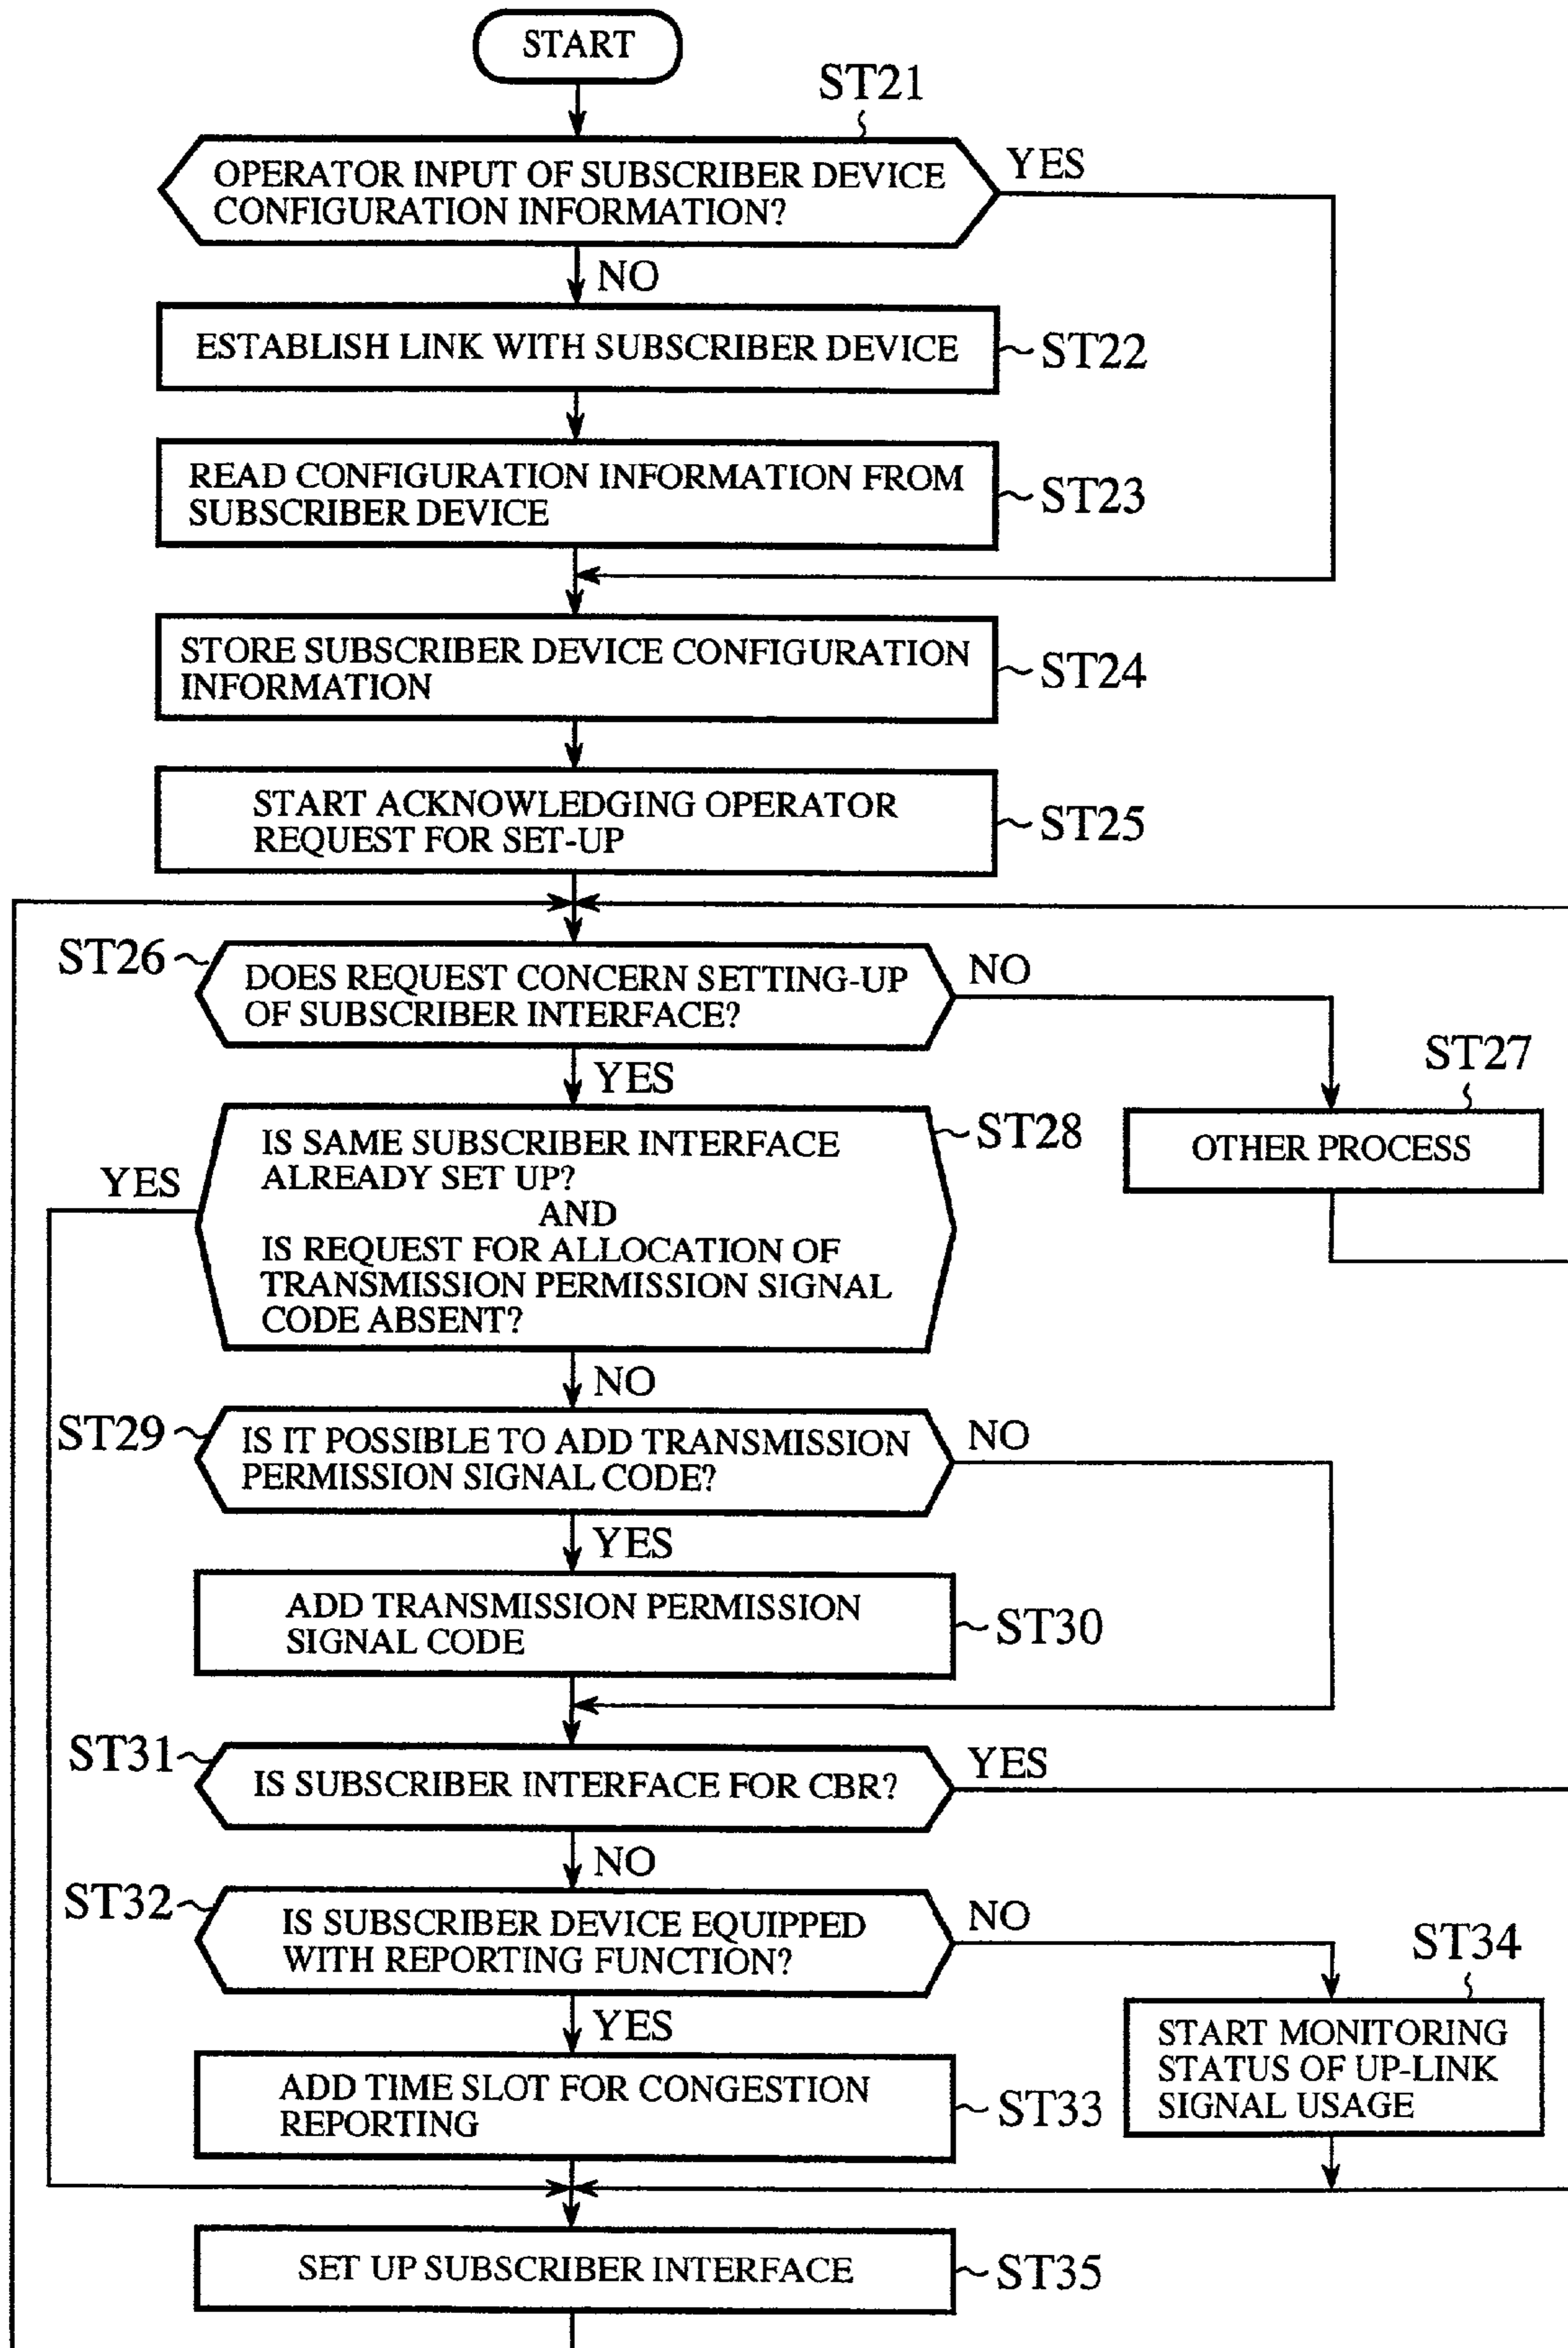 START
ST21
OPERATOR INPUT OF SUBSCRIBER DEVICE
CONFIGURATION INFORMATION?
YES
NO
ESTABLISH LINK WITH SUBSCRIBER DEVICE
ST22
READ CONFIGURATION INFORMATION FROM
SUBSCRIBER DEVICE
ST23
STORE SUBSCRIBER DEVICE CONFIGURATION
INFORMATION
ST24
START ACKNOWLEDGING OPERATOR
REQUEST FOR SET-UP
ST25
ST26
DOES REQUEST CONCERN SETTING-UP
OF SUBSCRIBER INTERFACE?
NO
YES
ST27
OTHER PROCESS
ST28
IS SAME SUBSCRIBER INTERFACE
ALREADY SET UP?
AND
IS REQUEST FOR ALLOCATION OF
TRANSMISSION PERMISSION SIGNAL
CODE ABSENT?
YES
NO
ST29
IS IT POSSIBLE TO ADD TRANSMISSION
PERMISSION SIGNAL CODE?
NO
YES
ADD TRANSMISSION PERMISSION
SIGNAL CODE
ST30
ST31
IS SUBSCRIBER INTERFACE FOR CBR?
YES
NO
ST32
IS SUBSCRIBER DEVICE EQUIPPED
WITH REPORTING FUNCTION?
NO
YES
ST34
START MONITORING
STATUS OF UP-LINK
SIGNAL USAGE
ADD TIME SLOT FOR CONGESTION
REPORTING
ST33
SET UP SUBSCRIBER INTERFACE
ST35